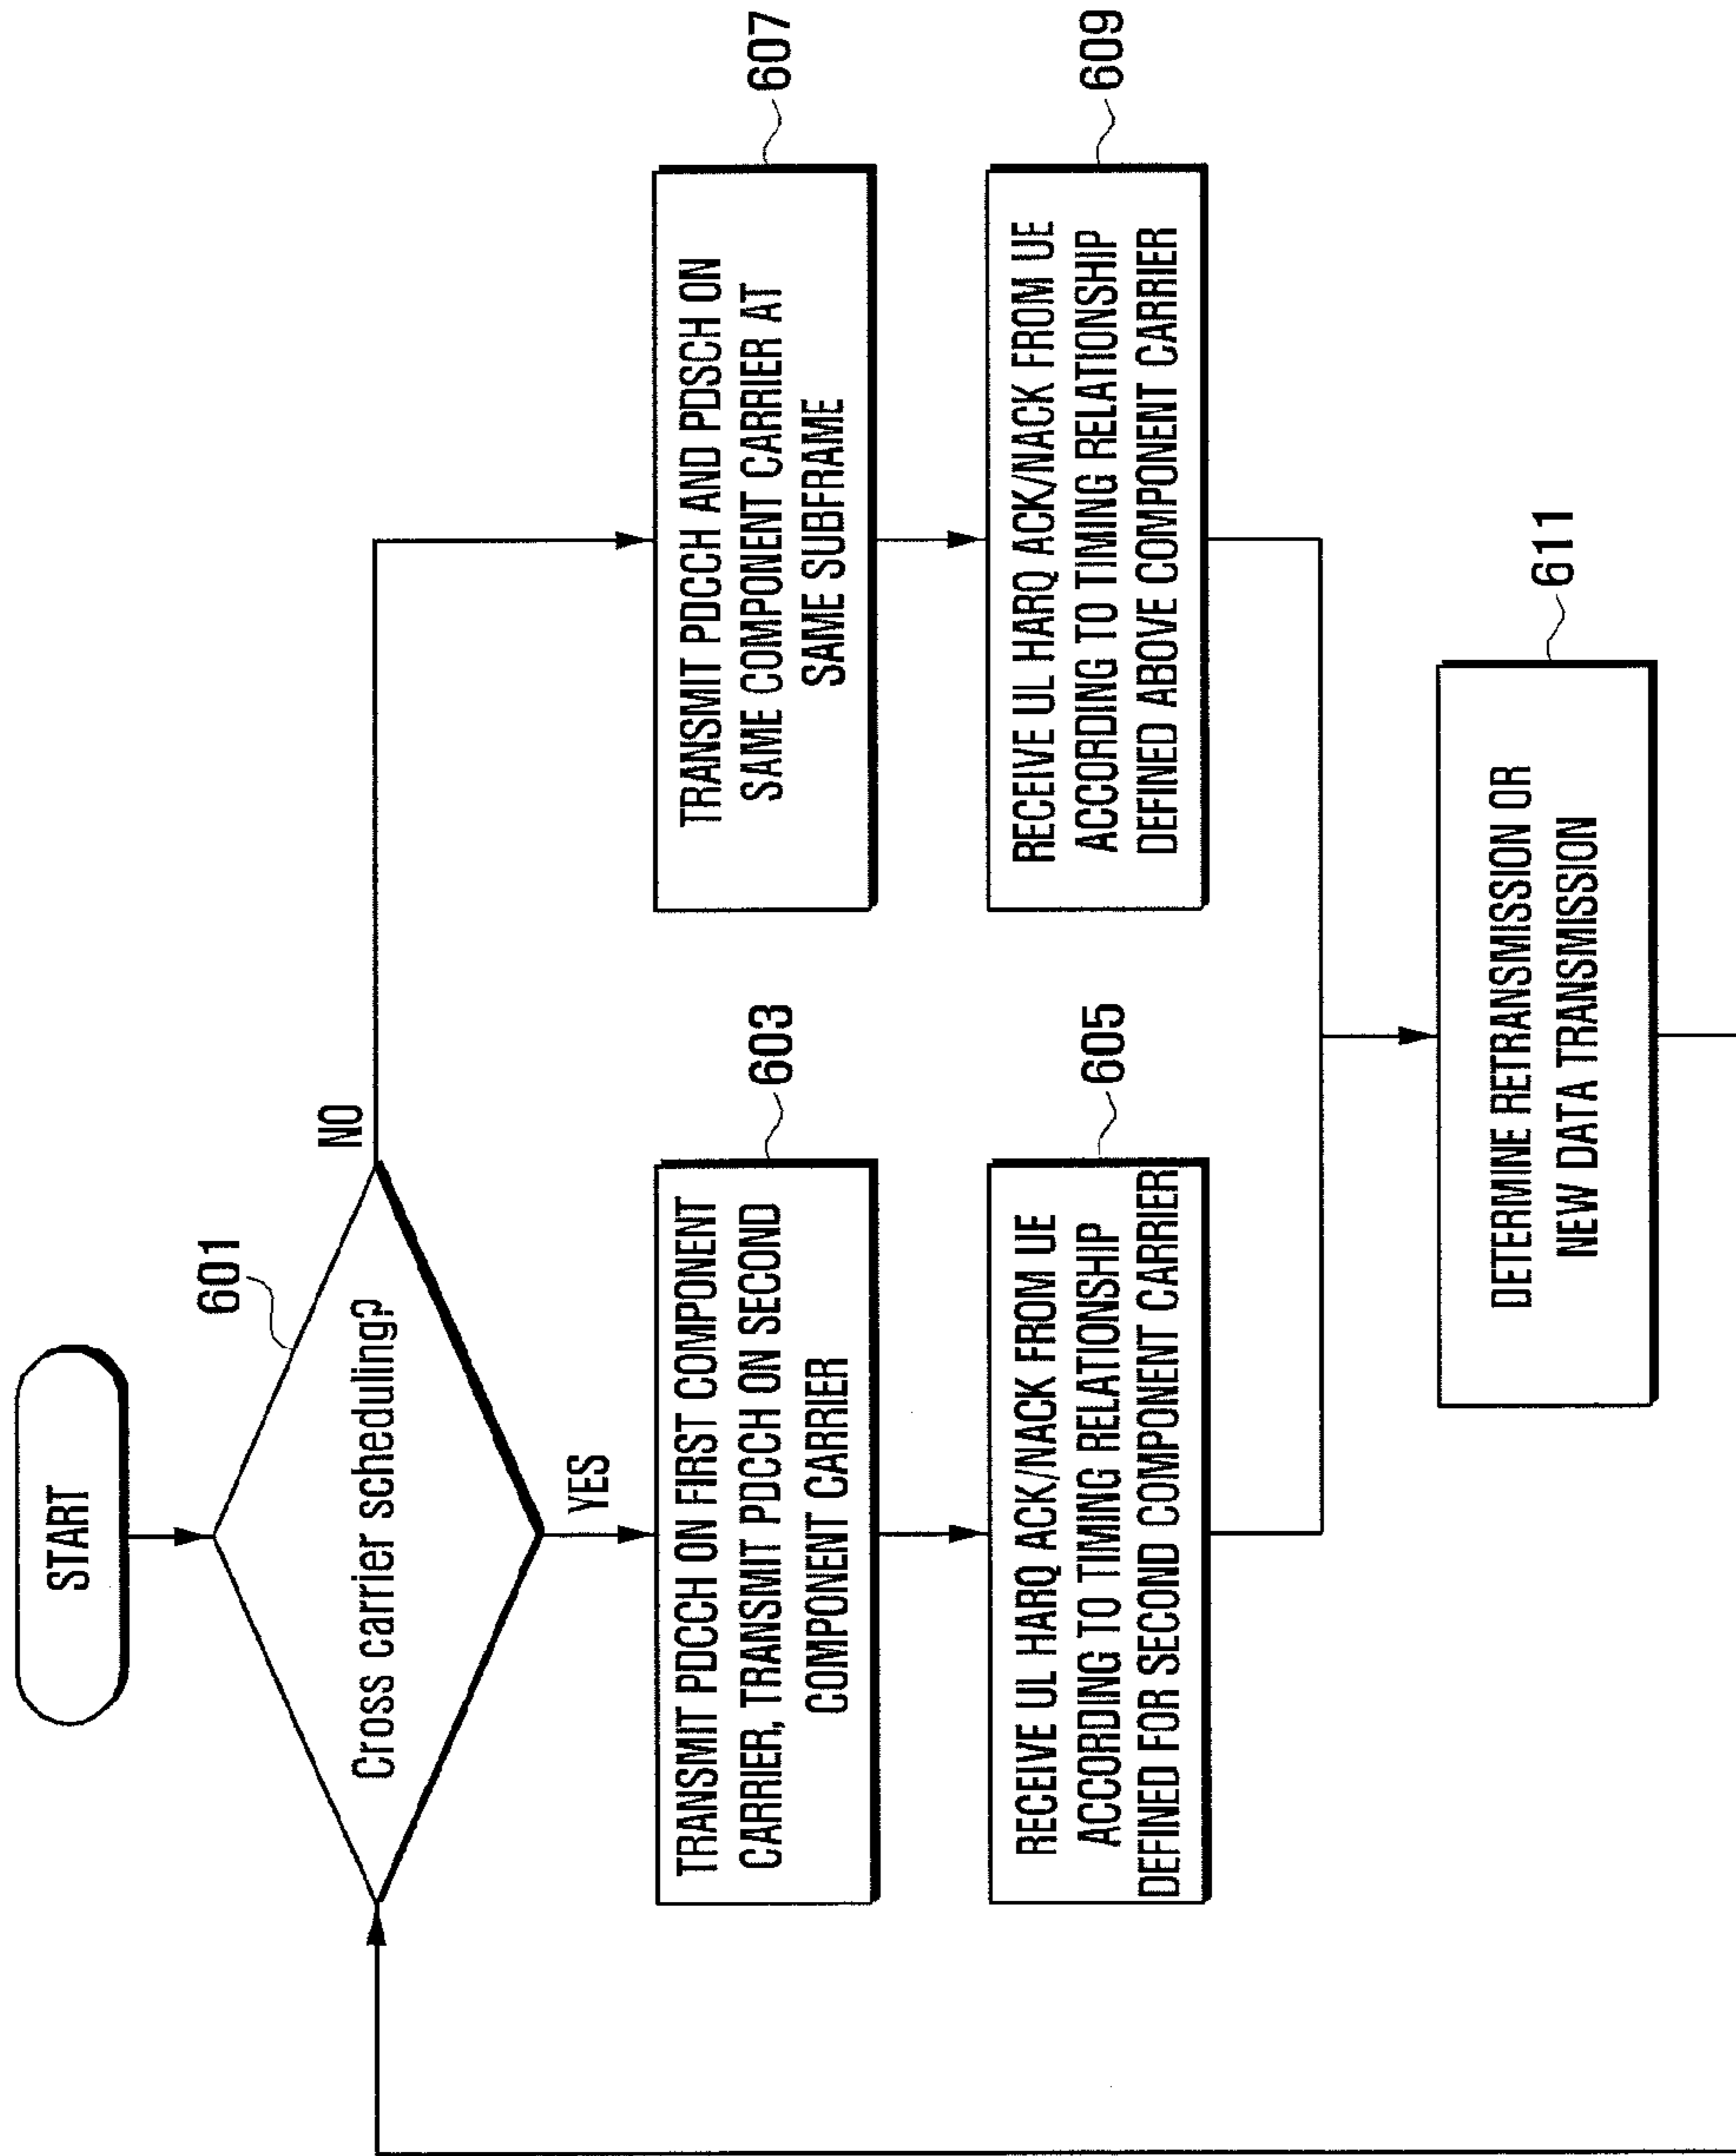 START
601
Cross carrier scheduling?
NO
YES
TRANSMIT PDCCH ON FIRST COMPONENT
CARRIER, TRANSMIT PDCCH ON SECOND
COMPONENT CARRIER
603
RECEIVE UL HARQ ACK/NACK FROM UE
ACCORDING TO TIMING RELATIONSHIP
DEFINED FOR SECOND COMPONENT CARRIER
605
TRANSMIT PDCCH AND PDSCH ON
SAME COMPONENT CARRIER AT
SAME SUBFRAME
607
RECEIVE UL HARQ ACK/NACK FROM UE
ACCORDING TO TIMING RELATIONSHIP
DEFINED ABOVE COMPONENT CARRIER
609
DETERMINE RETRANSMISSION OR
NEW DATA TRANSMISSION
611